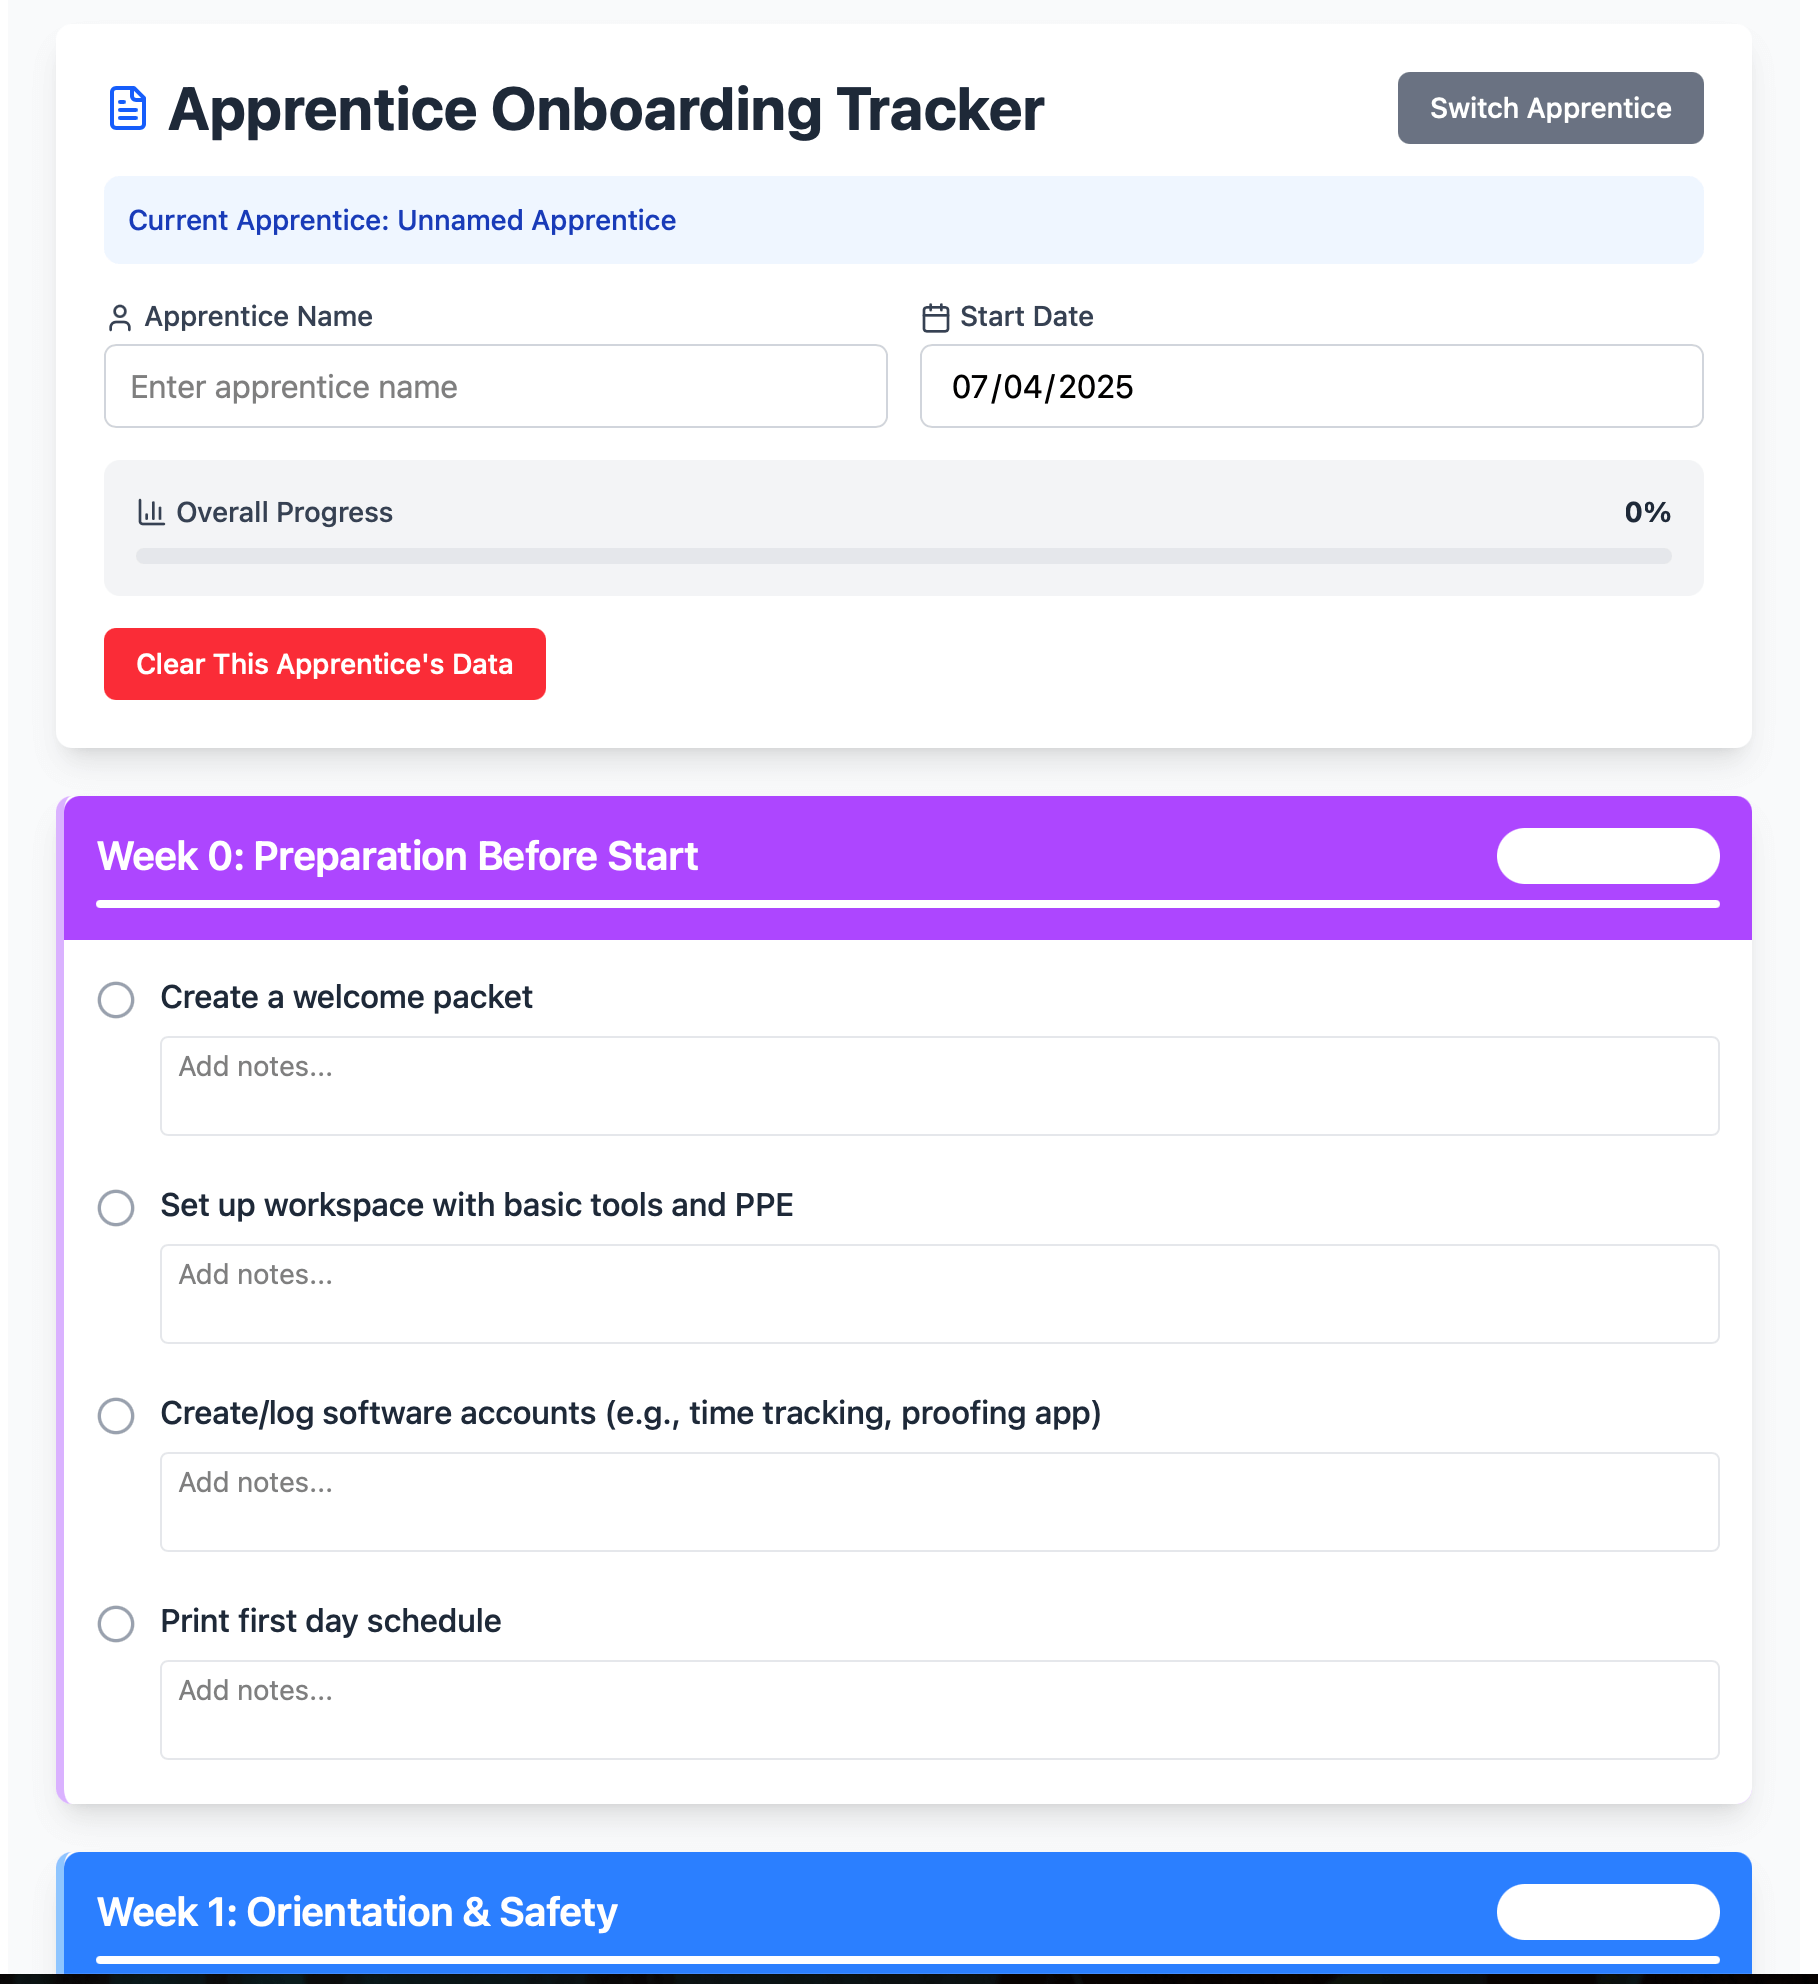 Apprentice Onboarding Tracker
Switch Apprentice
Current Apprentice: Unnamed Apprentice
Apprentice Name
Start Date
Enter apprentice name
07/04/2025
Overall Progress
0%
Clear This Apprentice's Data
Week 0: Preparation Before Start
Create a welcome packet
Add notes...
Set up workspace with basic tools and PPE
Add notes...
Create/log software accounts (e.g., time tracking, proofing app)
Add notes...
Print first day schedule
Add notes...
Week 1: Orientation & Safety